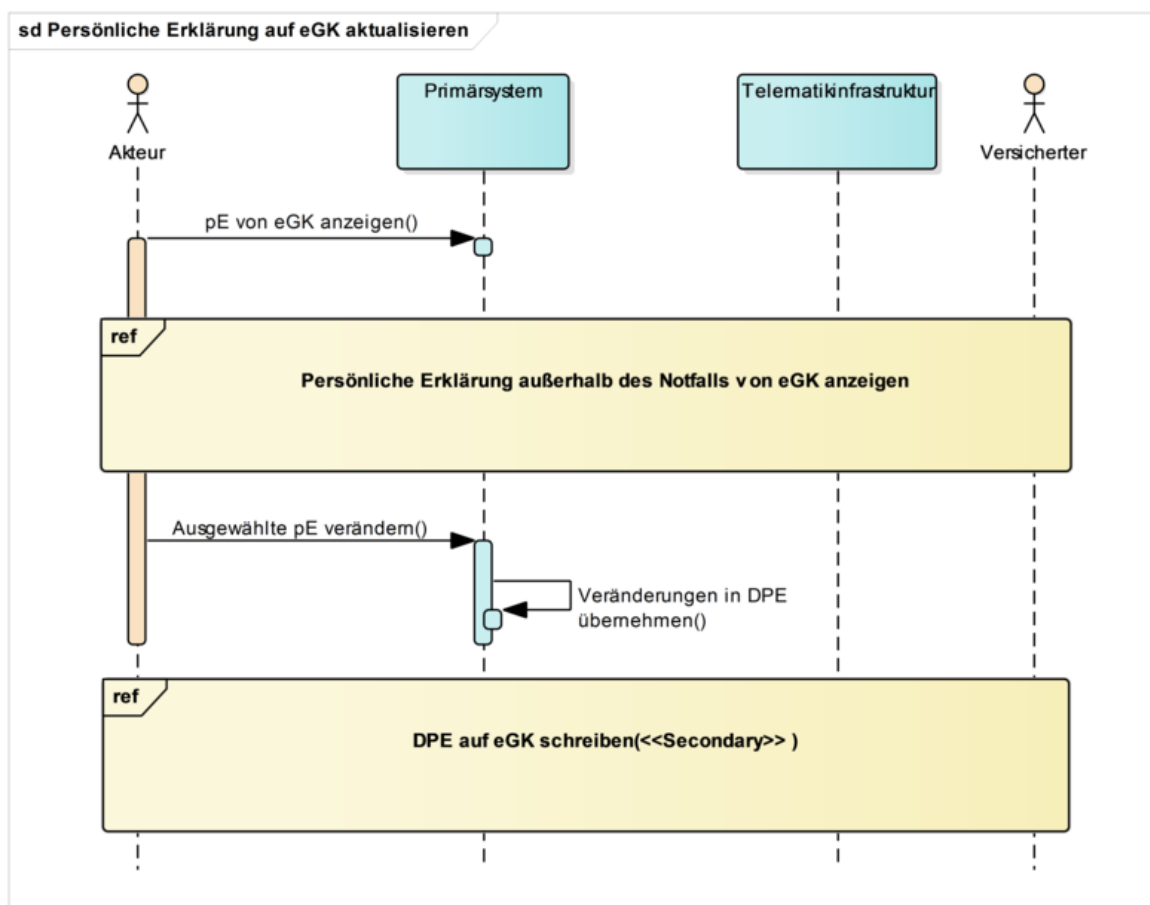 sd Persönliche Erklärung auf eGK aktualisieren
Primärsystem
Telematikinfrastruktur
Akteur
Versicherter
pE von eGK anzeigen()
ref
Persönliche Erklärung außerhalb des Notfalls von eGK anzeigen
Ausgewählte pE verändern()
Veränderungen in DPE
übernehmen()
ref
DPE auf eGK schreiben(<<Secondary>> )